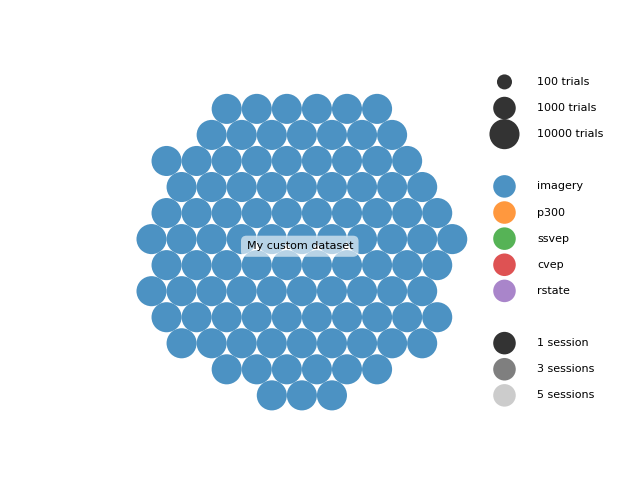 My custom dataset
100 trials
1000 trials
10000 trials
imagery
p300
ssvep
cvep
rstate
1 session
3 sessions
5 sessions